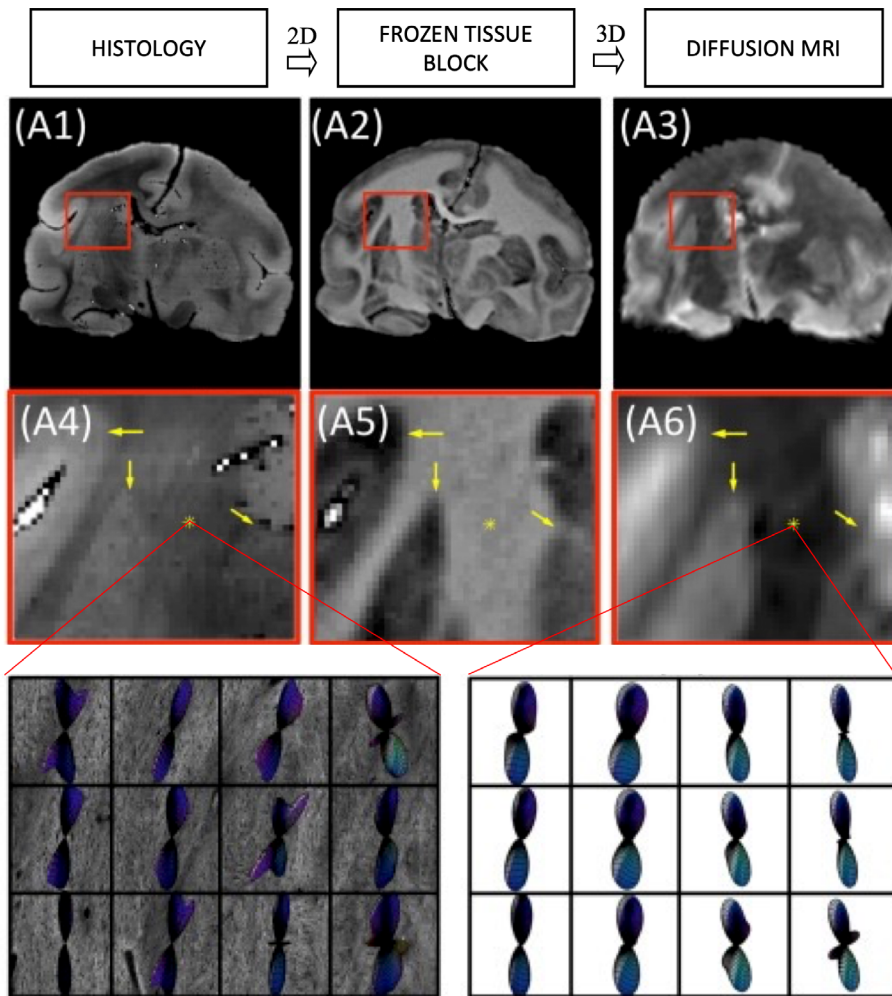 HISTOLOGY
2D
FROZEN TISSUE
BLOCK
3D
DIFFUSION MRI
(A1)
(A2)
(A3)
(A4)
(A5)
(A6)